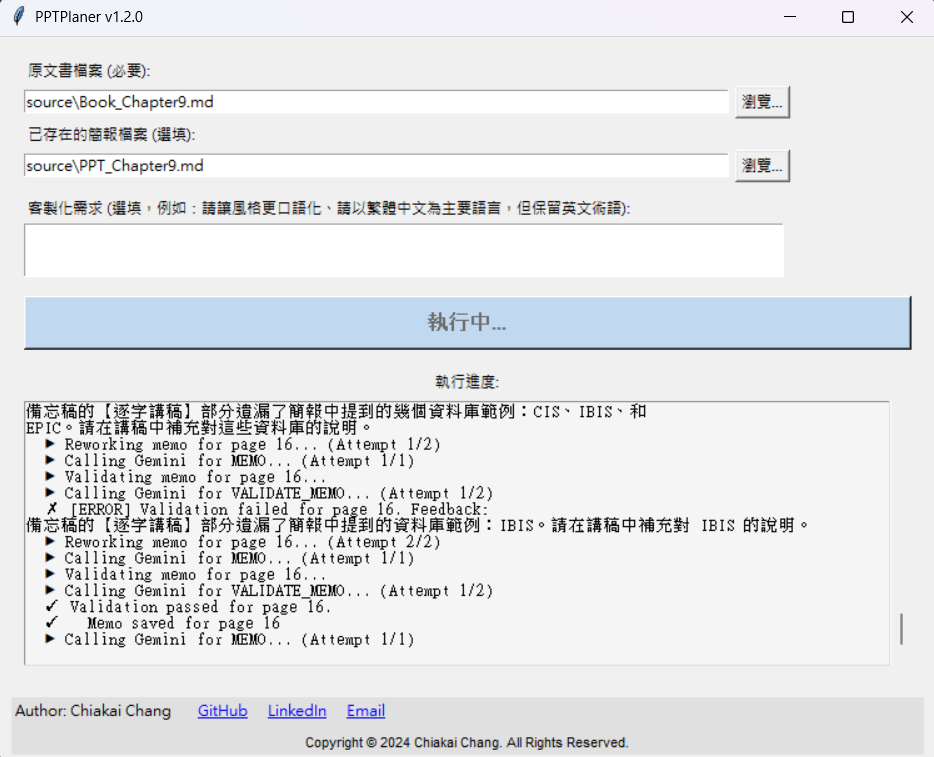 PPTPlaner v1.2.0
原文書檔案 (必要):
source\Book_Chapter9.md
瀏覽...
已存在的簡報檔案 (選填):
source\PPT_Chapter9.md
瀏覽...
客製化需求 (選填，例如：請讓風格更口語化、請以繁體中文為主要語言，但保留英文術語):
執行中...
執行進度:
備忘稿的【逐字講稿】部分遺漏了簡報中提到的幾個資料庫範例：CIS、IBIS、和
EPIC。請在講稿中補充對這些資料庫的說明。
▶ Reworking memo for page 16... (Attempt 1/2)
▶ Calling Gemini for MEMO... (Attempt 1/1)
▶ Validating memo for page 16...
▶ Calling Gemini for VALIDATE_MEMO... (Attempt 1/2)
✗ [ERROR] Validation failed for page 16. Feedback:
備忘稿的【逐字講稿】部分遺漏了簡報中提到的資料庫範例：IBIS。請在講稿中補充對 IBIS 的說明。
▶ Reworking memo for page 16... (Attempt 2/2)
▶ Calling Gemini for MEMO... (Attempt 1/1)
▶ Validating memo for page 16...
▶ Calling Gemini for VALIDATE_MEMO... (Attempt 1/2)
✓ Validation passed for page 16.
✓ Memo saved for page 16
▶ Calling Gemini for MEMO... (Attempt 1/1)
Author: Chiakai Chang GitHub LinkedIn Email
Copyright © 2024 Chiakai Chang. All Rights Reserved.